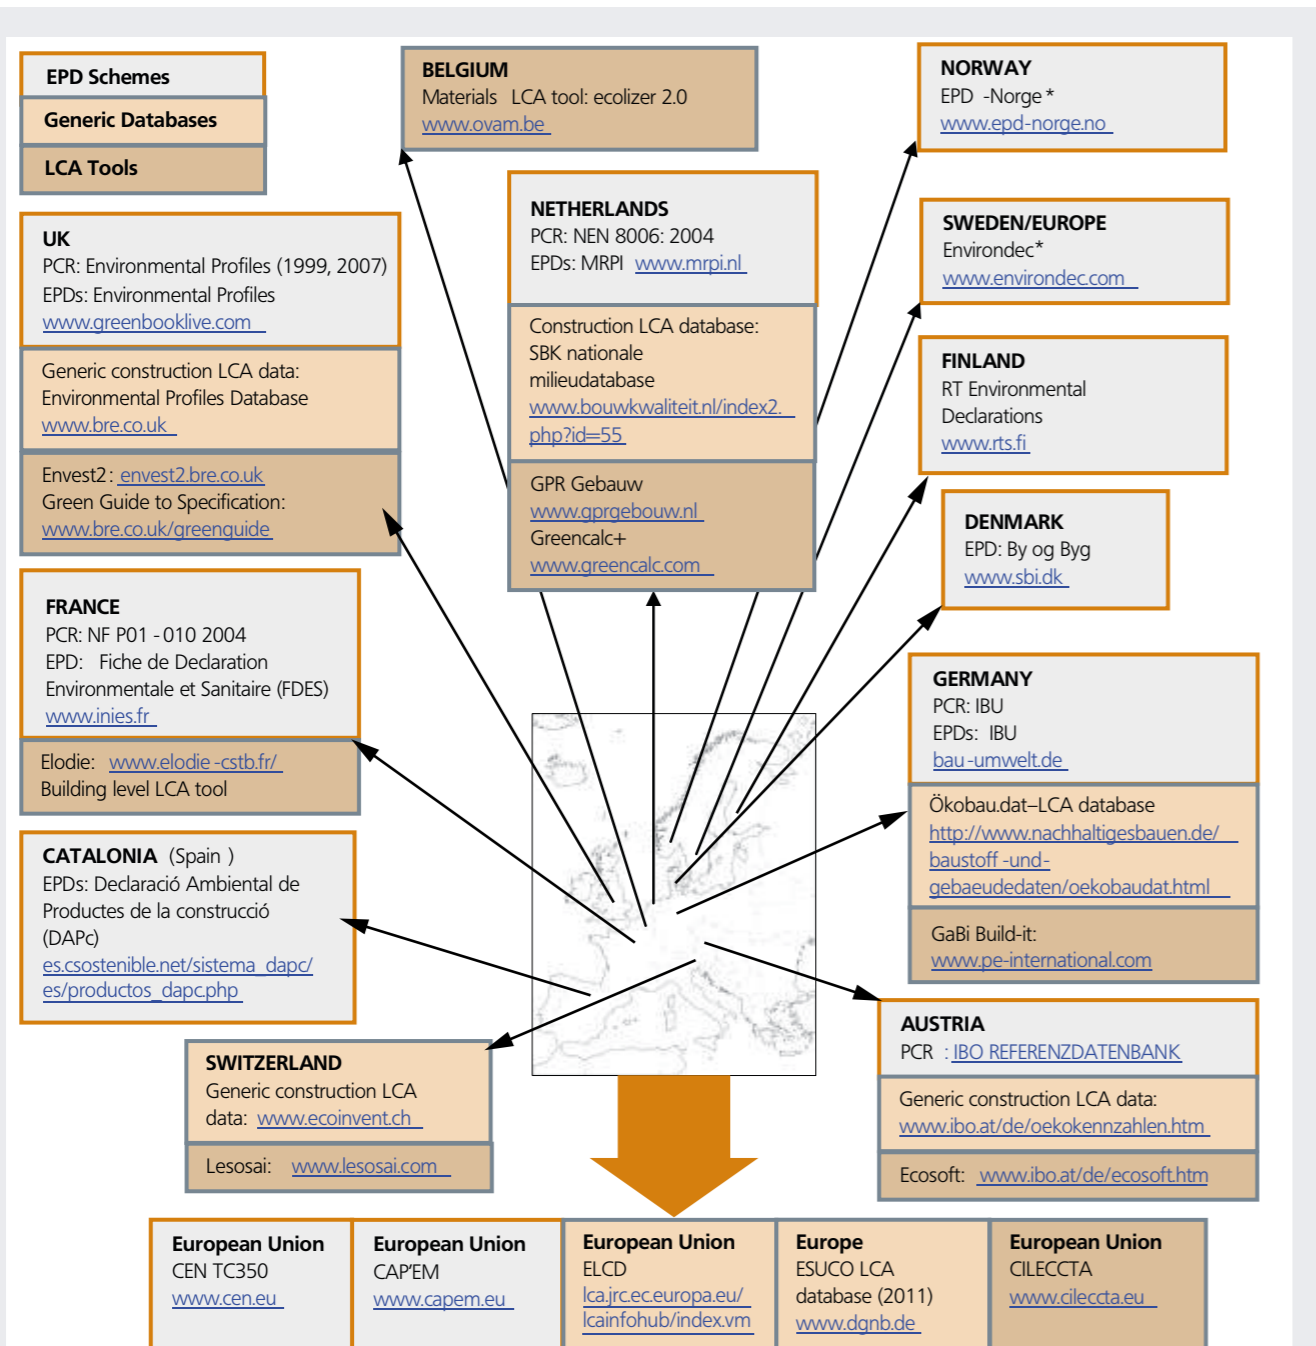 EPD Schemes
Generic Databases
LCA Tools
BELGIUM
Materials LCA tool: ecolizer 2.0
www.ovam.be
NORWAY
EPD -Norge *
www.epd-norge.no
UK
PCR: Environmental Profiles (1999, 2007)
EPDs: Environmental Profiles
www.greenbooklive.com
Generic construction LCA data:
Environmental Profiles Database
www.bre.co.uk
Envest2 : envest2.bre.co.uk
Green Guide to Specification:
www.bre.co.uk/greenguide
NETHERLANDS
PCR: NEN 8006: 2004
EPDs: MRPI www.mrpi.nl
Construction LCA database:
SBK nationale
milieudatabase
www.bouwkwaliteit.nl/index2.
php?id=55
GPR Gebauw
www.gprgebouw.nl
Greencalc+
www.greencalc.com
SWEDEN/EUROPE
Environdec*
www.environdec.com
FINLAND
RT Environmental
Declarations
www.rts.fi
DENMARK
EPD: By og Byg
www.sbi.dk
FRANCE
PCR: NF P01 - 010 2004
EPD: Fiche de Declaration
Environmentale et Sanitaire (FDES)
www.inies.fr
Elodie: www.elodie -cstb.fr/
Building level LCA tool
GERMANY
PCR: IBU
EPDs: IBU
bau -umwelt.de
Ökobau.dat–LCA database
http://www.nachhaltigesbauen.de/
baustoff -und-
gebaeudedaten/oekobaudat.html
GaBi Build-it:
www.pe-international.com
CATALONIA (Spain )
EPDs: Declaració Ambiental de
Productes de la construcció
(DAPc)
es.csostenible.net/sistema_dapc/
es/productos_dapc.php
SWITZERLAND
Generic construction LCA
data: www.ecoinvent.ch
Lesosai: www.lesosai.com
AUSTRIA
PCR : IBO REFERENZDATENBANK
Generic construction LCA data:
www.ibo.at/de/oekokennzahlen.htm
Ecosoft: www.ibo.at/de/ecosoft.htm
European Union
CEN TC350
www.cen.eu
European Union
CAP'EM
www.capem.eu
European Union
ELCD
lca.jrc.ec.europa.eu/
lcainfohub/index.vm
Europe
ESUCO LCA
database (2011)
www.dgnb.de
European Union
CILECCTA
www.cileccta.eu